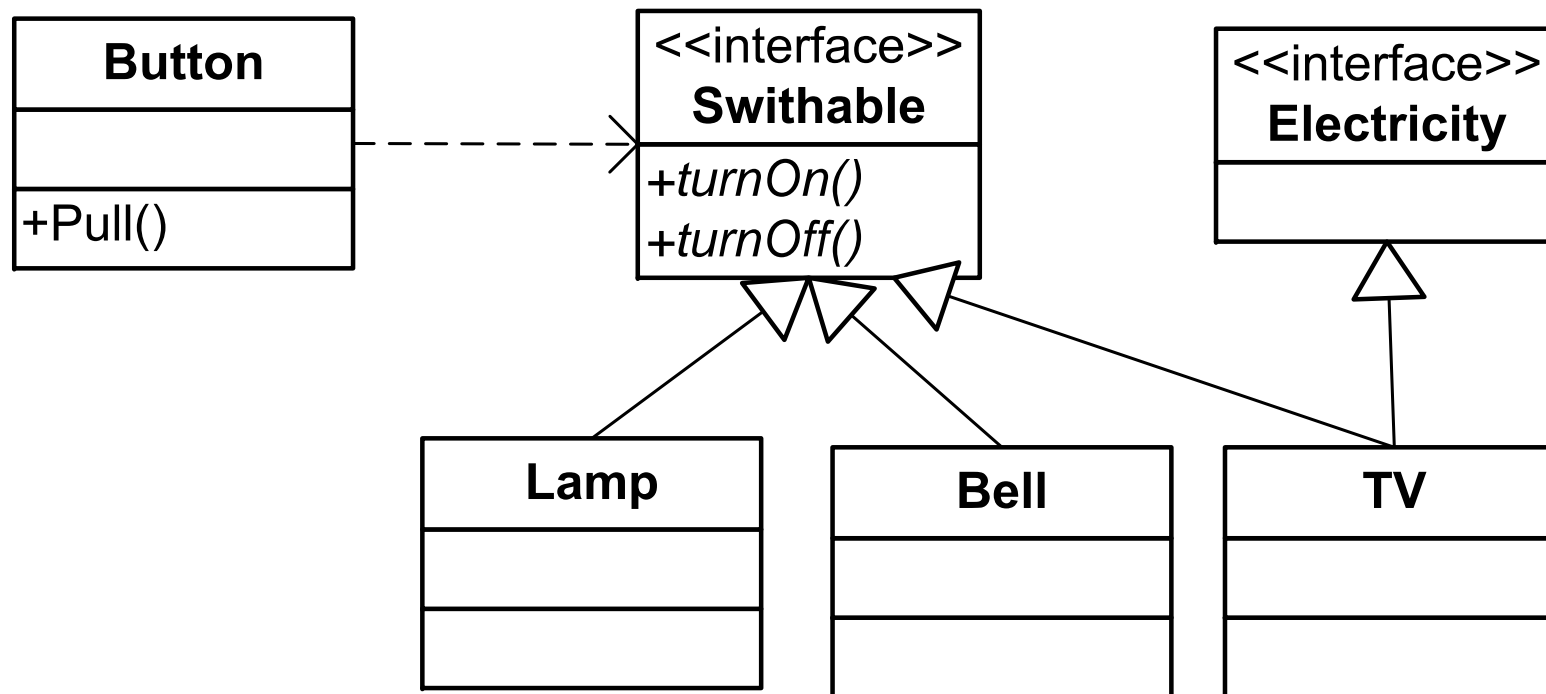 Button
+Pull()
<<interface>>
Swithable
+turnOn()
+turnOff()
<<interface>>
Electricity
Lamp
Bell
TV